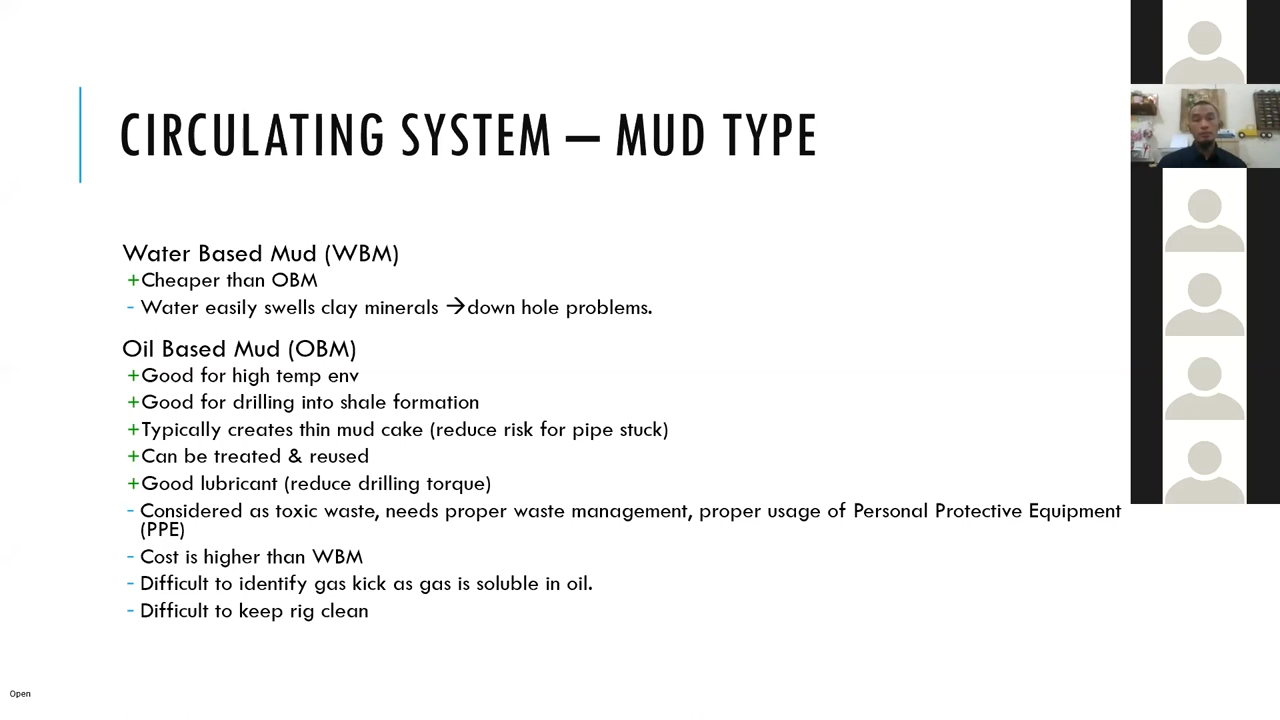 CIRCULATING SYSTEM – MUD TYPE
Water Based Mud (WBM)
+Cheaper than OBM
- Water easily swells clay minerals →down hole problems.
Oil Based Mud (OBM)
+Good for high temp env
+Good for drilling into shale formation
+Typically creates thin mud cake (reduce risk for pipe stuck)
+Can be treated & reused
+Good lubricant (reduce drilling torque)
- Considered as toxic waste, needs proper waste management, proper usage of Personal Protective Equipment
(PPE)
- Cost is higher than WBM
- Difficult to identify gas kick as gas is soluble in oil.
- Difficult to keep rig clean
Open